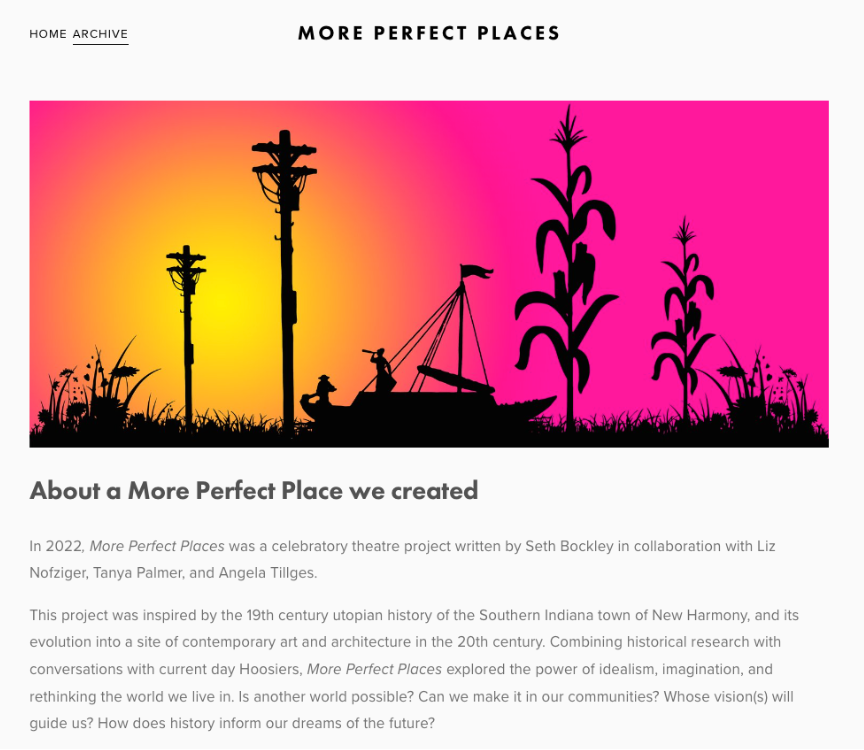 HOME ARCHIVE
MORE PERFECT PLACES
About a More Perfect Place we created
In 2022, More Perfect Places was a celebratory theatre project written by Seth Bockley in collaboration with Liz
Nofziger, Tanya Palmer, and Angela Tillges.
This project was inspired by the 19th century utopian history of the Southern Indiana town of New Harmony, and its
evolution into a site of contemporary art and architecture in the 20th century. Combining historical research with
conversations with current day Hoosiers, More Perfect Places explored the power of idealism, imagination, and
rethinking the world we live in. Is another world possible? Can we make it in our communities? Whose vision(s) will
guide us? How does history inform our dreams of the future?